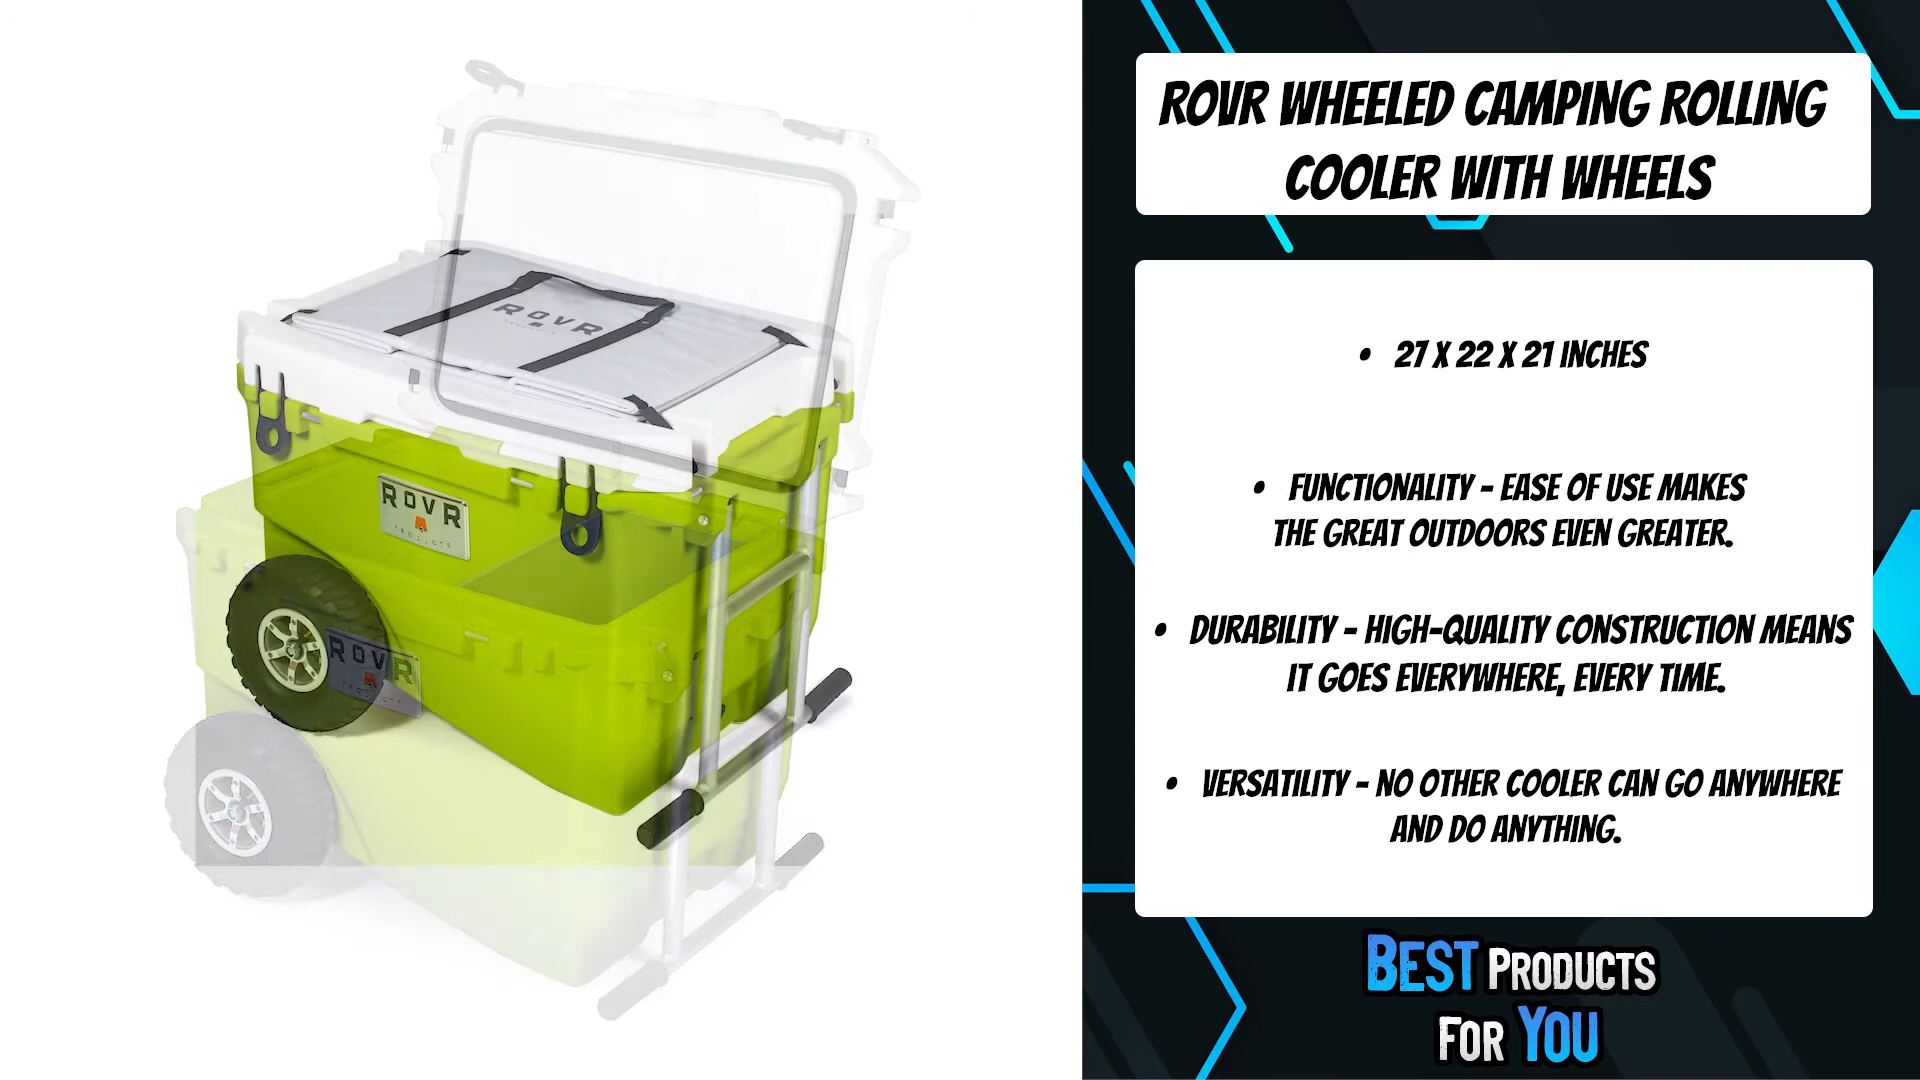 ROVR WHEELED CAMPING ROLLING
COOLER WITH WHEELS
• 27 X 22 X 21 INCHES
• FUNCTIONALITY - EASE OF USE MAKES
THE GREAT OUTDOORS EVEN GREATER.
• DURABILITY - HIGH-QUALITY CONSTRUCTION MEANS
IT GOES EVERYWHERE, EVERY TIME.
• VERSATILITY - NO OTHER COOLER CAN GO ANYWHERE
AND DO ANYTHING.
BEST PRODUCTS
FOR YOU
ROVR
ROVR
PRODUCTS
ROVR